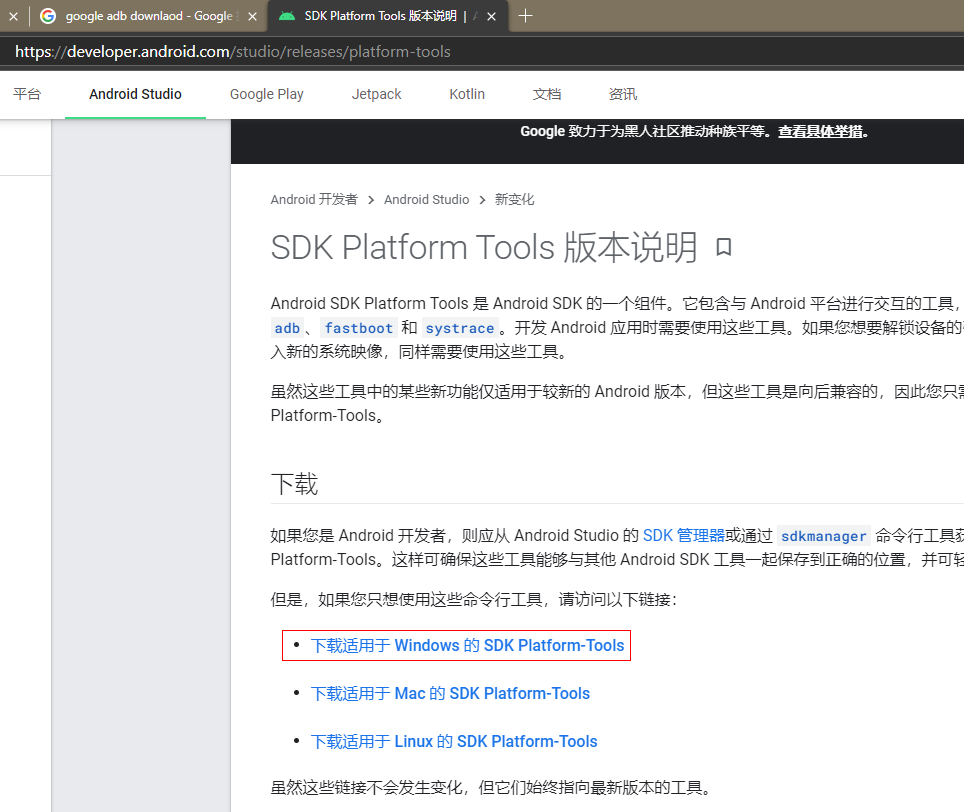 google adb downlaod - Google
SDK Platform Tools 版本说明 |
https://developer.android.com/studio/releases/platform-tools
平台 Android Studio Google Play Jetpack Kotlin 文档 资讯
Google 致力于为黑人社区推动种族平等。查看具体举措。
Android 开发者 > Android Studio > 新变化
SDK Platform Tools 版本说明
Android SDK Platform Tools 是 Android SDK 的一个组件。它包含与 Android 平台进行交互的工具，
adb、fastboot 和 systrace。开发 Android 应用时需要使用这些工具。如果您想要解锁设备的
入新的系统映像，同样需要使用这些工具。
虽然这些工具中的某些新功能仅适用于较新的 Android 版本，但这些工具是向后兼容的，因此您只需
Platform-Tools。
下载
如果您是 Android 开发者，则应从 Android Studio 的 SDK 管理器或通过 sdkmanager 命令行工具获
Platform-Tools。这样可确保这些工具能够与其他 Android SDK 工具一起保存到正确的位置，并可轻
但是，如果您只想使用这些命令行工具，请访问以下链接：
• 下载适用于 Windows 的 SDK Platform-Tools
• 下载适用于 Mac 的 SDK Platform-Tools
• 下载适用于 Linux 的 SDK Platform-Tools
虽然这些链接不会发生变化，但它们始终指向最新版本的工具。